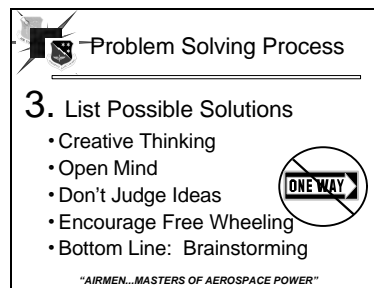 Problem Solving Process
3. List Possible Solutions
• Creative Thinking
• Open Mind
• Don't Judge Ideas
• Encourage Free Wheeling
• Bottom Line: Brainstorming
ONE WAY
"AIRMEN...MASTERS OF AEROSPACE POWER"